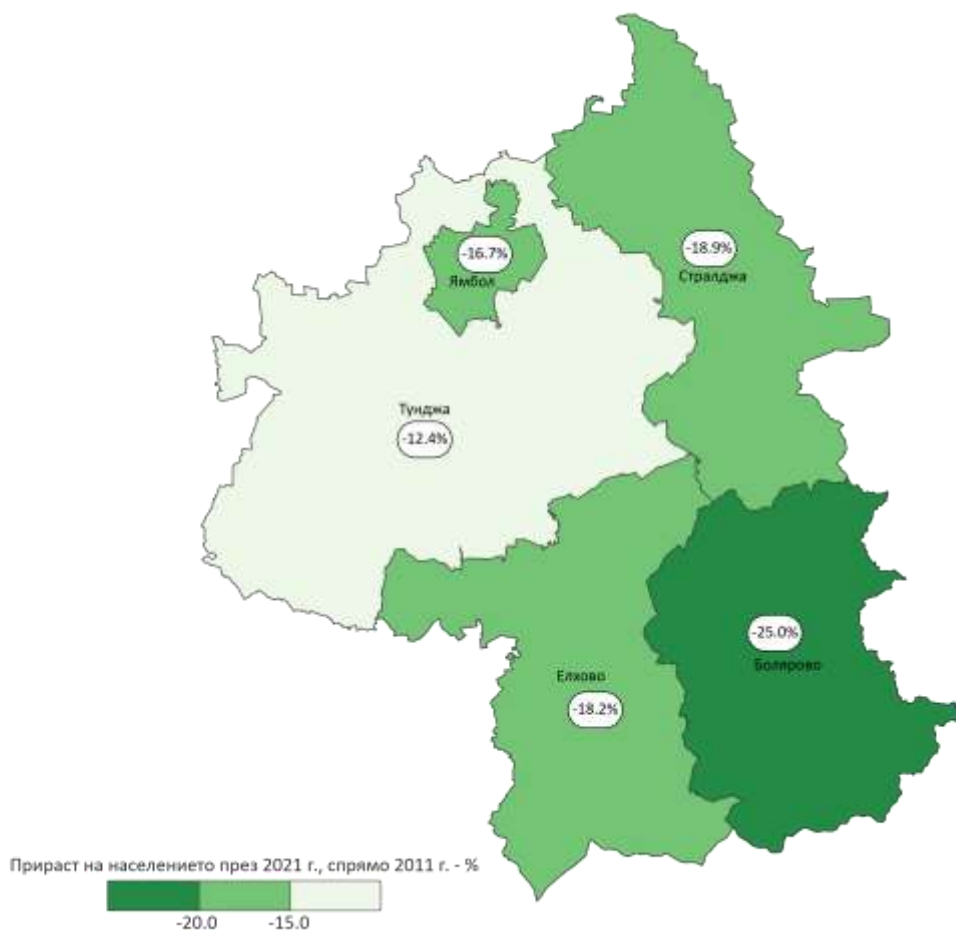 -16.7%
Ямбол
-18.9%
Стралджа
Тунджа
-12.4%
-25.0%
Болярово
Елхово
-18.2%
Прираст на населението през 2021 г., спрямо 2011 г. - %
-20.0 -15.0